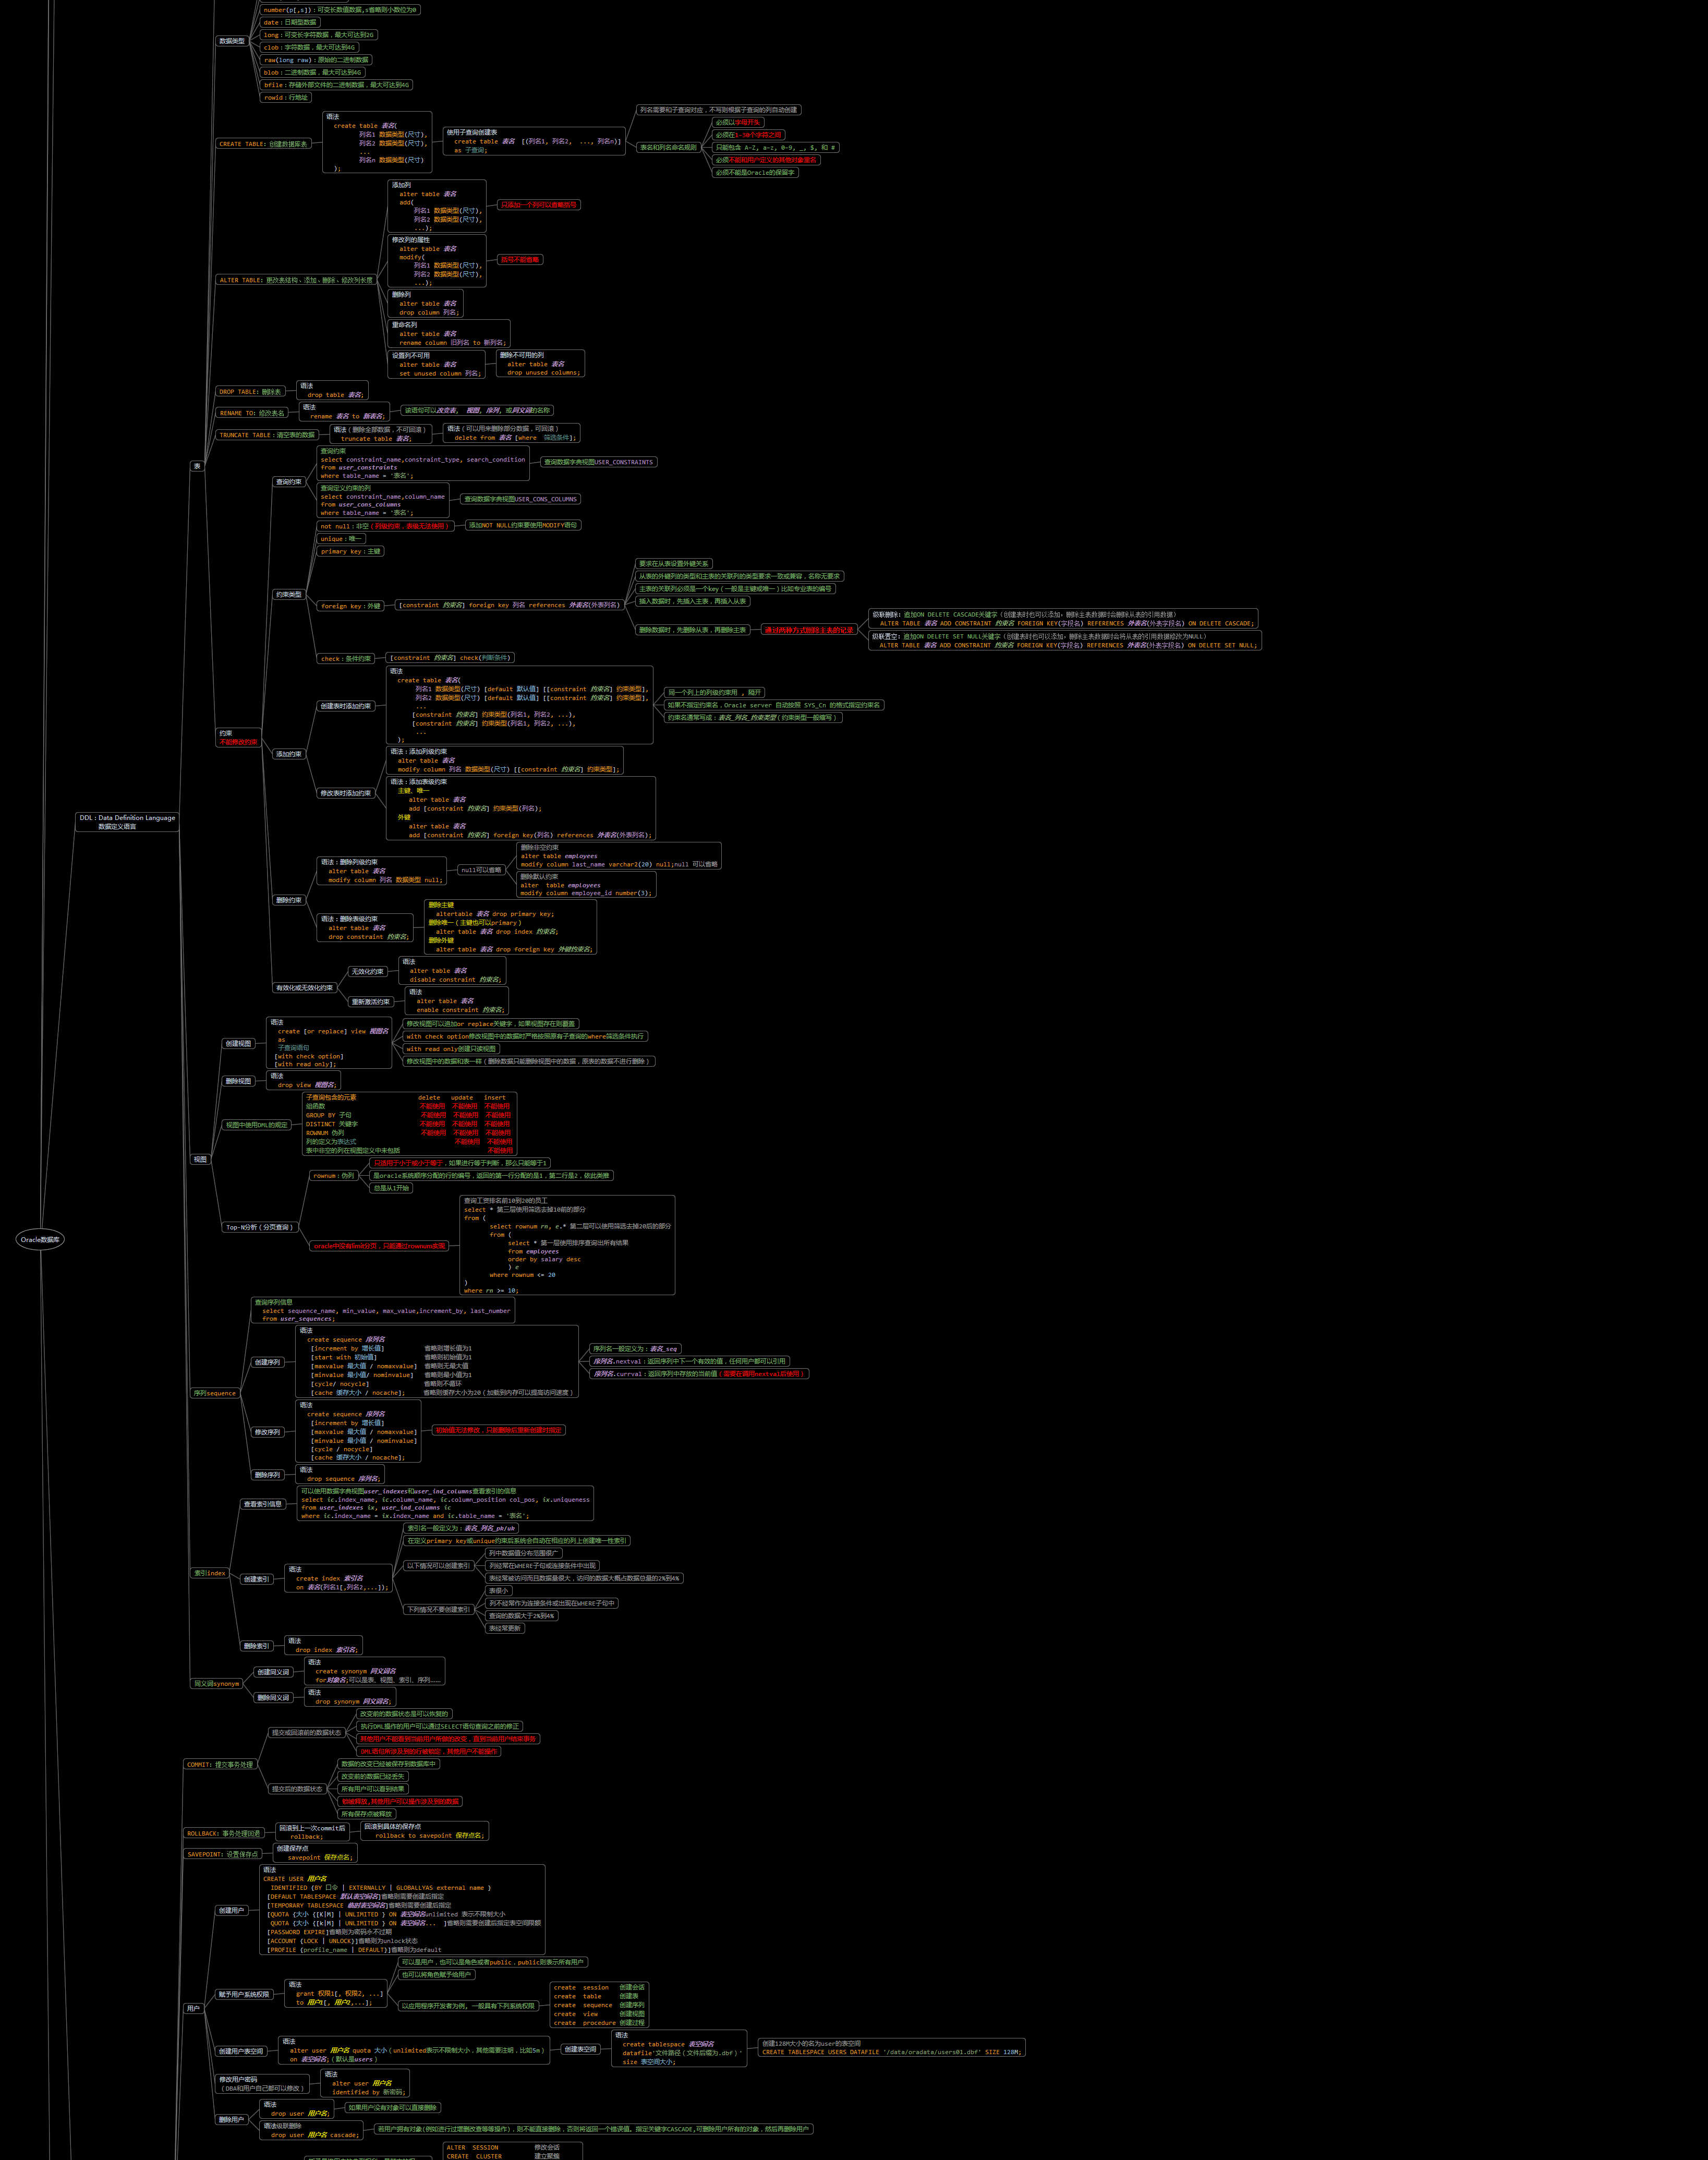 number(p[,s])：可变长数值数据,s省略则小数位为0
date：日期型数据
long：可变长字符数据，最大可达到2G
clob：字符数据，最大可达到4G
raw(long raw)：原始的二进制数据
blob：二进制数据，最大可达到4G
bfile：存储外部文件的二进制数据，最大可达到4G
rowid：行地址
数据类型
CREATE TABLE：创建数据库表
语法
create table 表名(
列名1 数据类型(尺寸),
列名2 数据类型(尺寸),
...
列名n 数据类型(尺寸)
);
使用子查询创建表
create table 表名 [(列名1, 列名2, ..., 列名n)]
as 子查询;
列名需要和子查询对应，不写则根据子查询的列自动创建
表名和列名命名规则
必须以字母开头
必须在1-30个字符之间
只能包含 A-Z, a-z, 0-9, _, $, 和 #
必须不能和用户定义的其他对象重名
必须不能是Oracle的保留字
ALTER TABLE：更改表结构、添加、删除、修改列长度
添加列
alter table 表名
add(
列名1 数据类型(尺寸),
列名2 数据类型(尺寸),
...);
只添加一个列可以省略括号
修改列的属性
alter table 表名
modify(
列名1 数据类型(尺寸),
列名2 数据类型(尺寸),
...);
括号不能省略
删除列
alter table 表名
drop column 列名;
重命名列
alter table 表名
rename column 旧列名 to 新列名;
设置列不可用
alter table 表名
set unused column 列名;
删除不可用的列
alter table 表名
drop unused columns;
DROP TABLE：删除表
语法
drop table 表名;
RENAME TO：修改表名
语法
rename 表名 to 新表名;
该语句可以改变表, 视图, 序列, 或同义词的名称
TRUNCATE TABLE：清空表的数据
语法（删除全部数据，不可回滚）
truncate table 表名;
语法（可以用来删除部分数据，可回滚）
delete from 表名 [where 筛选条件];
表
查询约束
查询约束
select constraint_name,constraint_type, search_condition
from user_constraints
where table_name = '表名';
查询数据字典视图USER_CONSTRAINTS
查询定义约束的列
select constraint_name,column_name
from user_cons_columns
where table_name = '表名';
查询数据字典视图USER_CONS_COLUMNS
约束类型
not null：非空（列级约束，表级无法使用）
添加NOT NULL约束要使用MODIFY语句
unique：唯一
primary key：主键
foreign key：外键
[constraint 约束名] foreign key 列名 references 外表名(外表列名)
要求在从表设置外键关系
从表的外键列的类型和主表的关联列的类型要求一致或兼容，名称无要求
主表的关联列必须是一个key（一般是主键或唯一）比如专业表的编号
插入数据时，先插入主表，再插入从表
删除数据时，先删除从表，再删除主表
通过两种方式删除主表的记录
级联删除：追加ON DELETE CASCADE关键字（创建表时也可以添加，删除主表数据时会删除从表的引用数据）
ALTER TABLE 表名 ADD CONSTRAINT 约束名 FOREIGN KEY(字段名) REFERENCES 外表名(外表字段名) ON DELETE CASCADE;
级联置空：追加ON DELETE SET NULL关键字（创建表时也可以添加，删除主表数据时会将从表的引用数据修改为NULL）
ALTER TABLE 表名 ADD CONSTRAINT 约束名 FOREIGN KEY(字段名) REFERENCES 外表名(外表字段名) ON DELETE SET NULL;
check：条件约束
[constraint 约束名] check(判断条件)
约束
不能修改约束
添加约束
创建表时添加约束
语法
create table 表名(
列名1 数据类型(尺寸) [default 默认值] [[constraint 约束名] 约束类型],
列名2 数据类型(尺寸) [default 默认值] [[constraint 约束名] 约束类型],
...
[constraint 约束名] 约束类型(列名1, 列名2, ...),
[constraint 约束名] 约束类型(列名1, 列名2, ...),
...
);
同一个列上的列级约束用 , 隔开
如果不指定约束名，Oracle server 自动按照 SYS_Cn 的格式指定约束名
约束名通常写成：表名_列名_约束类型（约束类型一般缩写）
修改表时添加约束
语法：添加列级约束
alter table 表名
modify column 列名 数据类型(尺寸) [[constraint 约束名] 约束类型];
语法：添加表级约束
主键、唯一
alter table 表名
add [constraint 约束名] 约束类型(列名);
外键
alter table 表名
add [constraint 约束名] foreign key(列名) references 外表名(外表列名);
删除约束
语法：删除列级约束
alter table 表名
modify column 列名 数据类型 null;
null可以省略
删除非空约束
alter table employees
modify column last_name varchar2(20) null;null 可以省略
删除默认约束
alter table employees
modify column employee_id number(3);
语法：删除表级约束
alter table 表名
drop constraint 约束名;
删除主键
altertable 表名 drop primary key;
删除唯一（主键也可以primary）
alter table 表名 drop index 约束名;
删除外键
alter table 表名 drop foreign key 外键约束名;
有效化或无效化约束
无效化约束
语法
alter table 表名
disable constraint 约束名;
重新激活约束
语法
alter table 表名
enable constraint 约束名;
DDL：Data Definition Language
数据定义语言
创建视图
语法
create [or replace] view 视图名
as
子查询语句
[with check option]
[with read only];
修改视图可以追加or replace关键字，如果视图存在则覆盖
with check option修改视图中的数据时严格按照原有子查询的where筛选条件执行
with read only创建只读视图
修改视图中的数据和表一样（删除数据只能删除视图中的数据，原表的数据不进行删除）
删除视图
语法
drop view 视图名;
视图中使用DML的规定
子查询包含的元素 delete update insert
组函数 不能使用 不能使用 不能使用
GROUP BY 子句 不能使用 不能使用 不能使用
DISTINCT 关键字 不能使用 不能使用 不能使用
ROWNUM 伪列 不能使用 不能使用 不能使用
列的定义为表达式 不能使用 不能使用
表中非空的列在视图定义中未包括 不能使用
视图
Top-N分析（分页查询）
rownum：伪列
只适用于小于或小于等于，如果进行等于判断，那么只能等于1
是oracle系统顺序分配的行的编号，返回的第一行分配的是1，第二行是2，依此类推
总是从1开始
oracle中没有limit分页，只能通过rownum实现
查询工资排名前10到20的员工
select * 第三层使用筛选去掉10前的部分
from (
select rownum rn, e.* 第二层可以使用筛选去掉20后的部分
from (
select * 第一层使用排序查询出所有结果
from employees
order by salary desc
) e
where rownum <= 20
)
where rn >= 10;
Oracle数据库
查询序列信息
select sequence_name, min_value, max_value,increment_by, last_number
from user_sequences;
创建序列
语法
create sequence 序列名
[increment by 增长值] 省略则增长值为1
[start with 初始值] 省略则初始值为1
[maxvalue 最大值 / nomaxvalue] 省略则无最大值
[minvalue 最小值/ nominvalue] 省略则最小值为1
[cycle/ nocycle] 省略则不循环
[cache 缓存大小 / nocache]; 省略则缓存大小为20（加载到内存可以提高访问速度）
序列名一般定义为：表名_seq
序列名.nextval：返回序列中下一个有效的值，任何用户都可以引用
序列名.currval：返回序列中存放的当前值（需要在调用nextval后使用）
序列sequence
修改序列
语法
create sequence 序列名
[increment by 增长值]
[maxvalue 最大值 / nomaxvalue]
[minvalue 最小值 / nominvalue]
[cycle / nocycle]
[cache 缓存大小 / nocache];
初始值无法修改，只能删除后重新创建时指定
删除序列
语法
drop sequence 序列名;
查看索引信息
可以使用数据字典视图user_indexes和user_ind_columns查看索引的信息
select ic.index_name, ic.column_name, ic.column_position col_pos, ix.uniqueness
from user_indexes ix, user_ind_columns ic
where ic.index_name = ix.index_name and ic.table_name = '表名';
索引index
创建索引
语法
create index 索引名
on 表名(列名1[,列名2,...]);
索引名一般定义为：表名_列名_pk/uk
在定义primary key或unique约束后系统会自动在相应的列上创建唯一性索引
以下情况可以创建索引
列中数据值分布范围很广
列经常在WHERE子句或连接条件中出现
表经常被访问而且数据量很大，访问的数据大概占数据总量的2%到4%
下列情况不要创建索引
表很小
列不经常作为连接条件或出现在WHERE子句中
查询的数据大于2%到4%
表经常更新
删除索引
语法
drop index 索引名;
同义词synonym
创建同义词
语法
create synonym 同义词名
for对象名;可以是表、视图、索引、序列……
删除同义词
语法
drop synonym 同义词名;
COMMIT：提交事务处理
提交或回滚前的数据状态
改变前的数据状态是可以恢复的
执行DML操作的用户可以通过SELECT语句查询之前的修正
其他用户不能看到当前用户所做的改变，直到当前用户结束事务
DML语句所涉及到的行被锁定，其他用户不能操作
提交后的数据状态
数据的改变已经被保存到数据库中
改变前的数据已经丢失
所有用户可以看到结果
锁被释放,其他用户可以操作涉及到的数据
所有保存点被释放
ROLLBACK：事务处理回退
回滚到上一次commit后
rollback;
回滚到具体的保存点
rollback to savepoint 保存点名;
SAVEPOINT：设置保存点
创建保存点
savepoint 保存点名;
创建用户
语法
CREATE USER 用户名
IDENTIFIED {BY 口令 | EXTERNALLY | GLOBALLYAS external name }
[DEFAULT TABLESPACE 默认表空间名]省略则需要创建后指定
[TEMPORARY TABLESPACE 临时表空间名]省略则需要创建后指定
[QUOTA {大小 {[K|M] | UNLIMITED } ON 表空间名unlimited 表示不限制大小
QUOTA {大小 {[k|M] | UNLIMITED } ON 表空间名... ]省略则需要创建后指定表空间限额
[PASSWORD EXPIRE]省略则为密码永不过期
[ACCOUNT {LOCK | UNLOCK}]省略则为unlock状态
[PROFILE {profile_name | DEFAULT}]省略则为default
用户
赋予用户系统权限
语法
grant 权限1[, 权限2, ...]
to 用户1[, 用户2,...];
可以是用户，也可以是角色或者public，public则表示所有用户
也可以将角色赋予给用户
以应用程序开发者为例, 一般具有下列系统权限
create session 创建会话
create table 创建表
create sequence 创建序列
create view 创建视图
create procedure 创建过程
创建用户表空间
语法
alter user 用户名 quota 大小（unlimited表示不限制大小，其他需要注明，比如5m）
on 表空间名;（默认是users）
创建表空间
语法
create tablespace 表空间名
datafile'文件路径（文件后需为.dbf）'
size 表空间大小;
创建128M大小的名为user的表空间
CREATE TABLESPACE USERS DATAFILE '/data/oradata/users01.dbf' SIZE 128M;
修改用户密码
（DBA和用户自己都可以修改）
语法
alter user 用户名
identified by 新密码;
删除用户
语法
drop user 用户名;
如果用户没有对象可以直接删除
语法级联删除
drop user 用户名 cascade;
若用户拥有对象(例如进行过增删改查等等操作)，则不能直接删除，否则将返回一个错误值。指定关键字CASCADE,可删除用户所有的对象，然后再删除用户
ALTER SESSION 修改会话
CREATE CLUSTER 建立聚簇